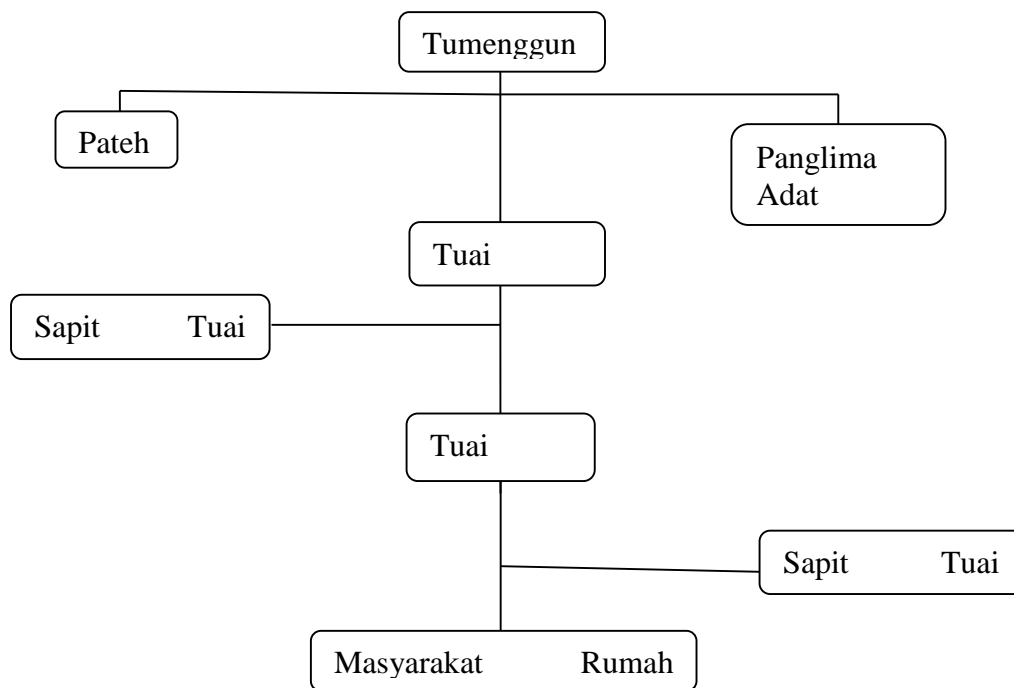 Tumenggun
Pateh
Panglima
Adat
Tuai
Sapit Tuai
Tuai
Sapit Tuai
Masyarakat Rumah